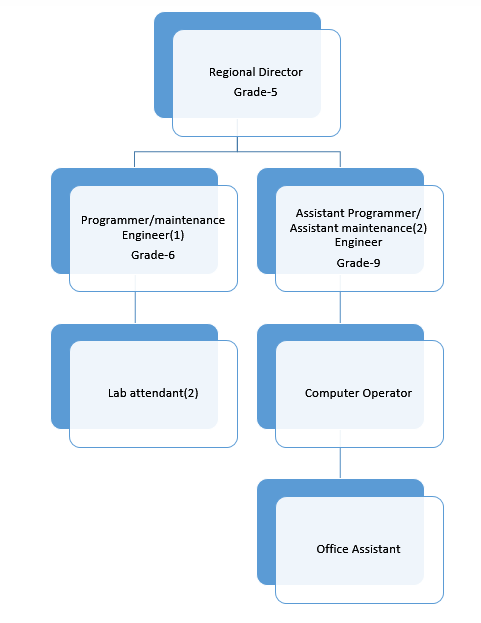 Regional Director
Grade-5
Programmer/maintenance
Engineer(1)
Grade-6
Assistant Programmer/
Assistant maintenance(2)
Engineer
Grade-9
Lab attendant(2)
Computer Operator
Office Assistant